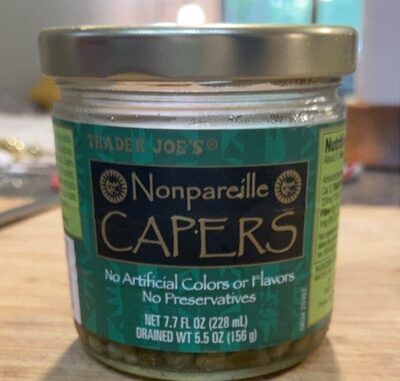 TRADER JOE'S®
Nonpareille
CAPERS
No Artificial Colors or Flavors
No Preservatives
NET 7.7 FL OZ (228 mL)
DRAINED WT 5.5 OZ (156 g)